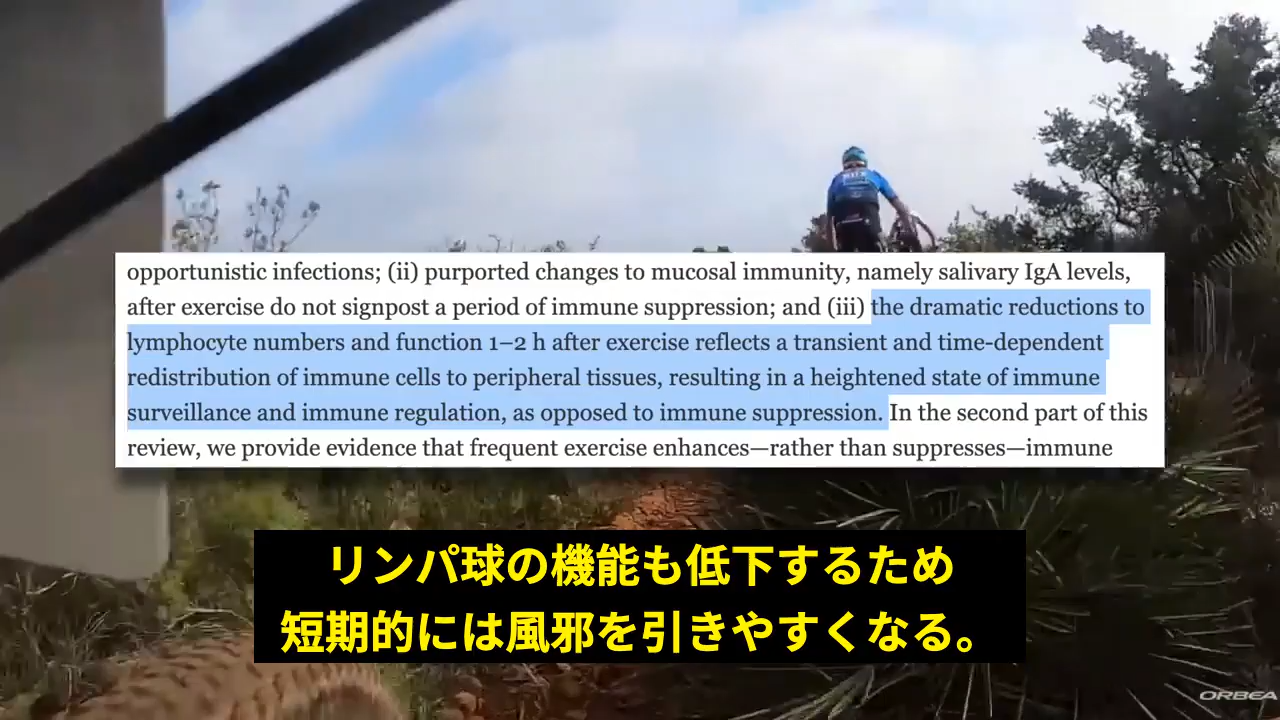 opportunistic infections; (ii) purported changes to mucosal immunity, namely salivary IgA levels,
after exercise do not signpost a period of immune suppression; and (iii) the dramatic reductions to
lymphocyte numbers and function 1–2 h after exercise reflects a transient and time-dependent
redistribution of immune cells to peripheral tissues, resulting in a heightened state of immune
surveillance and immune regulation, as opposed to immune suppression. In the second part of this
review, we provide evidence that frequent exercise enhances—rather than suppresses—immune
リンパ球の機能も低下するため
短期的には風邪を引きやすくなる。
ORBEA